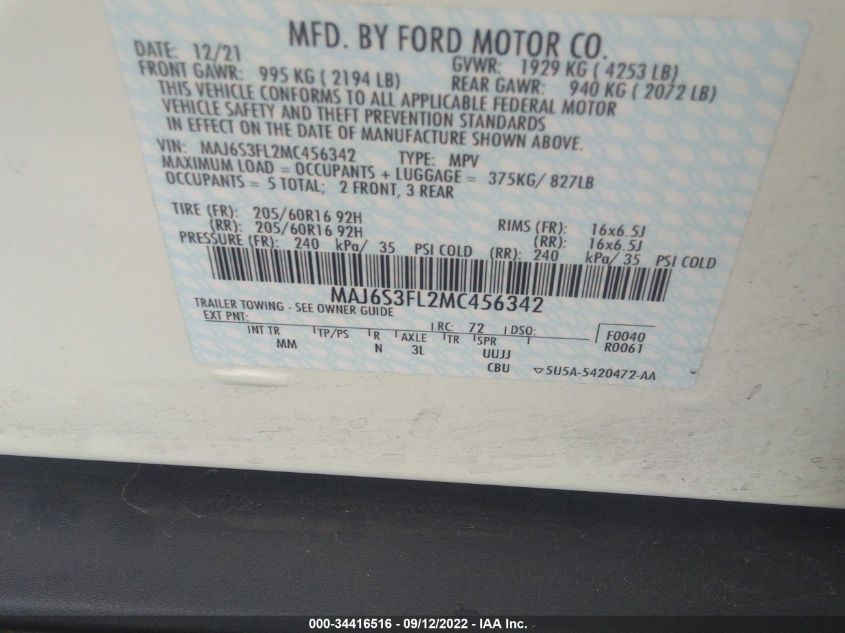 MFD. BY FORD MOTOR CO.
DATE: 12/21 GVWR: 1929 KG ( 4253 LB)
FRONT GAWR: 995 KG ( 2194 LB) REAR GAWR: 940 KG ( 2072 LB)
THIS VEHICLE CONFORMS TO ALL APPLICABLE FEDERAL MOTOR
VEHICLE SAFETY AND THEFT PREVENTION STANDARDS
IN EFFECT ON THE DATE OF MANUFACTURE SHOWN ABOVE.
VIN: MAJ6S3FL2MC456342 TYPE: MPV
MAXIMUM LOAD = OCCUPANTS + LUGGAGE = 375KG/ 827LB
OCCUPANTS = 5 TOTAL; 2 FRONT, 3 REAR
TIRE (FR): 205/60R16 92H RIMS (FR): 16x6.5J
(RR): 205/60R16 92H (RR): 16x6.5J
PRESSURE (FR): 240 kPa/ 35 PSI COLD (RR): 240 kPa/ 35 PSI COLD
MAJ6S3FL2MC456342
TRAILER TOWING - SEE OWNER GUIDE
EXT PNT: RC: 72 DSO: F0040
INT TR TP/PS R AXLE TR SPR R0061
MM N 3L UUJJ
CBU ▽5U5A-5420472-AA
000-34416516 - 09/12/2022 - IAA Inc.